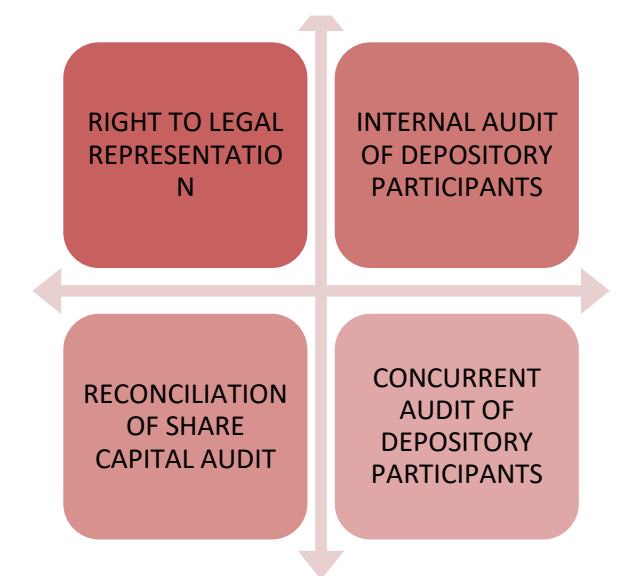 RIGHT TO LEGAL
REPRESENTATIO
N
INTERNAL AUDIT
OF DEPOSITORY
PARTICIPANTS
RECONCILIATION
OF SHARE
CAPITAL AUDIT
CONCURRENT
AUDIT OF
DEPOSITORY
PARTICIPANTS